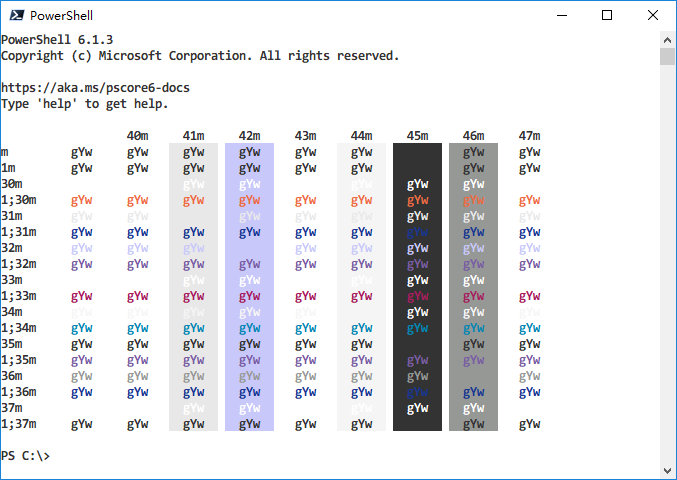 PowerShell
PowerShell 6.1.3
Copyright (c) Microsoft Corporation. All rights reserved.
https://aka.ms/pscore6-docs
Type 'help' to get help.
40m 41m 42m 43m 44m 45m 46m 47m
m gYw gYw gYw gYw gYw gYw gYw gYw
1m gYw gYw gYw gYw gYw gYw gYw gYw
30m gYw gYw gYw gYw gYw
1;30m gYw gYw gYw gYw gYw gYw gYw gYw gYw
31m gYw gYw gYw gYw gYw gYw gYw gYw
1;31m gYw gYw gYw gYw gYw gYw gYw gYw gYw
32m gYw gYw gYw gYw gYw gYw gYw gYw
1;32m gYw gYw gYw gYw gYw gYw gYw gYw gYw
33m gYw gYw gYw gYw gYw
1;33m gYw gYw gYw gYw gYw gYw gYw gYw gYw
34m gYw gYw gYw gYw gYw gYw gYw gYw
1;34m gYw gYw gYw gYw gYw gYw gYw gYw gYw
35m gYw gYw gYw gYw gYw gYw gYw gYw
1;35m gYw gYw gYw gYw gYw gYw gYw gYw gYw
36m gYw gYw gYw gYw gYw gYw gYw gYw
1;36m gYw gYw gYw gYw gYw gYw gYw gYw gYw
37m gYw gYw gYw gYw gYw
1;37m gYw gYw gYw gYw gYw gYw gYw gYw
PS C:\>